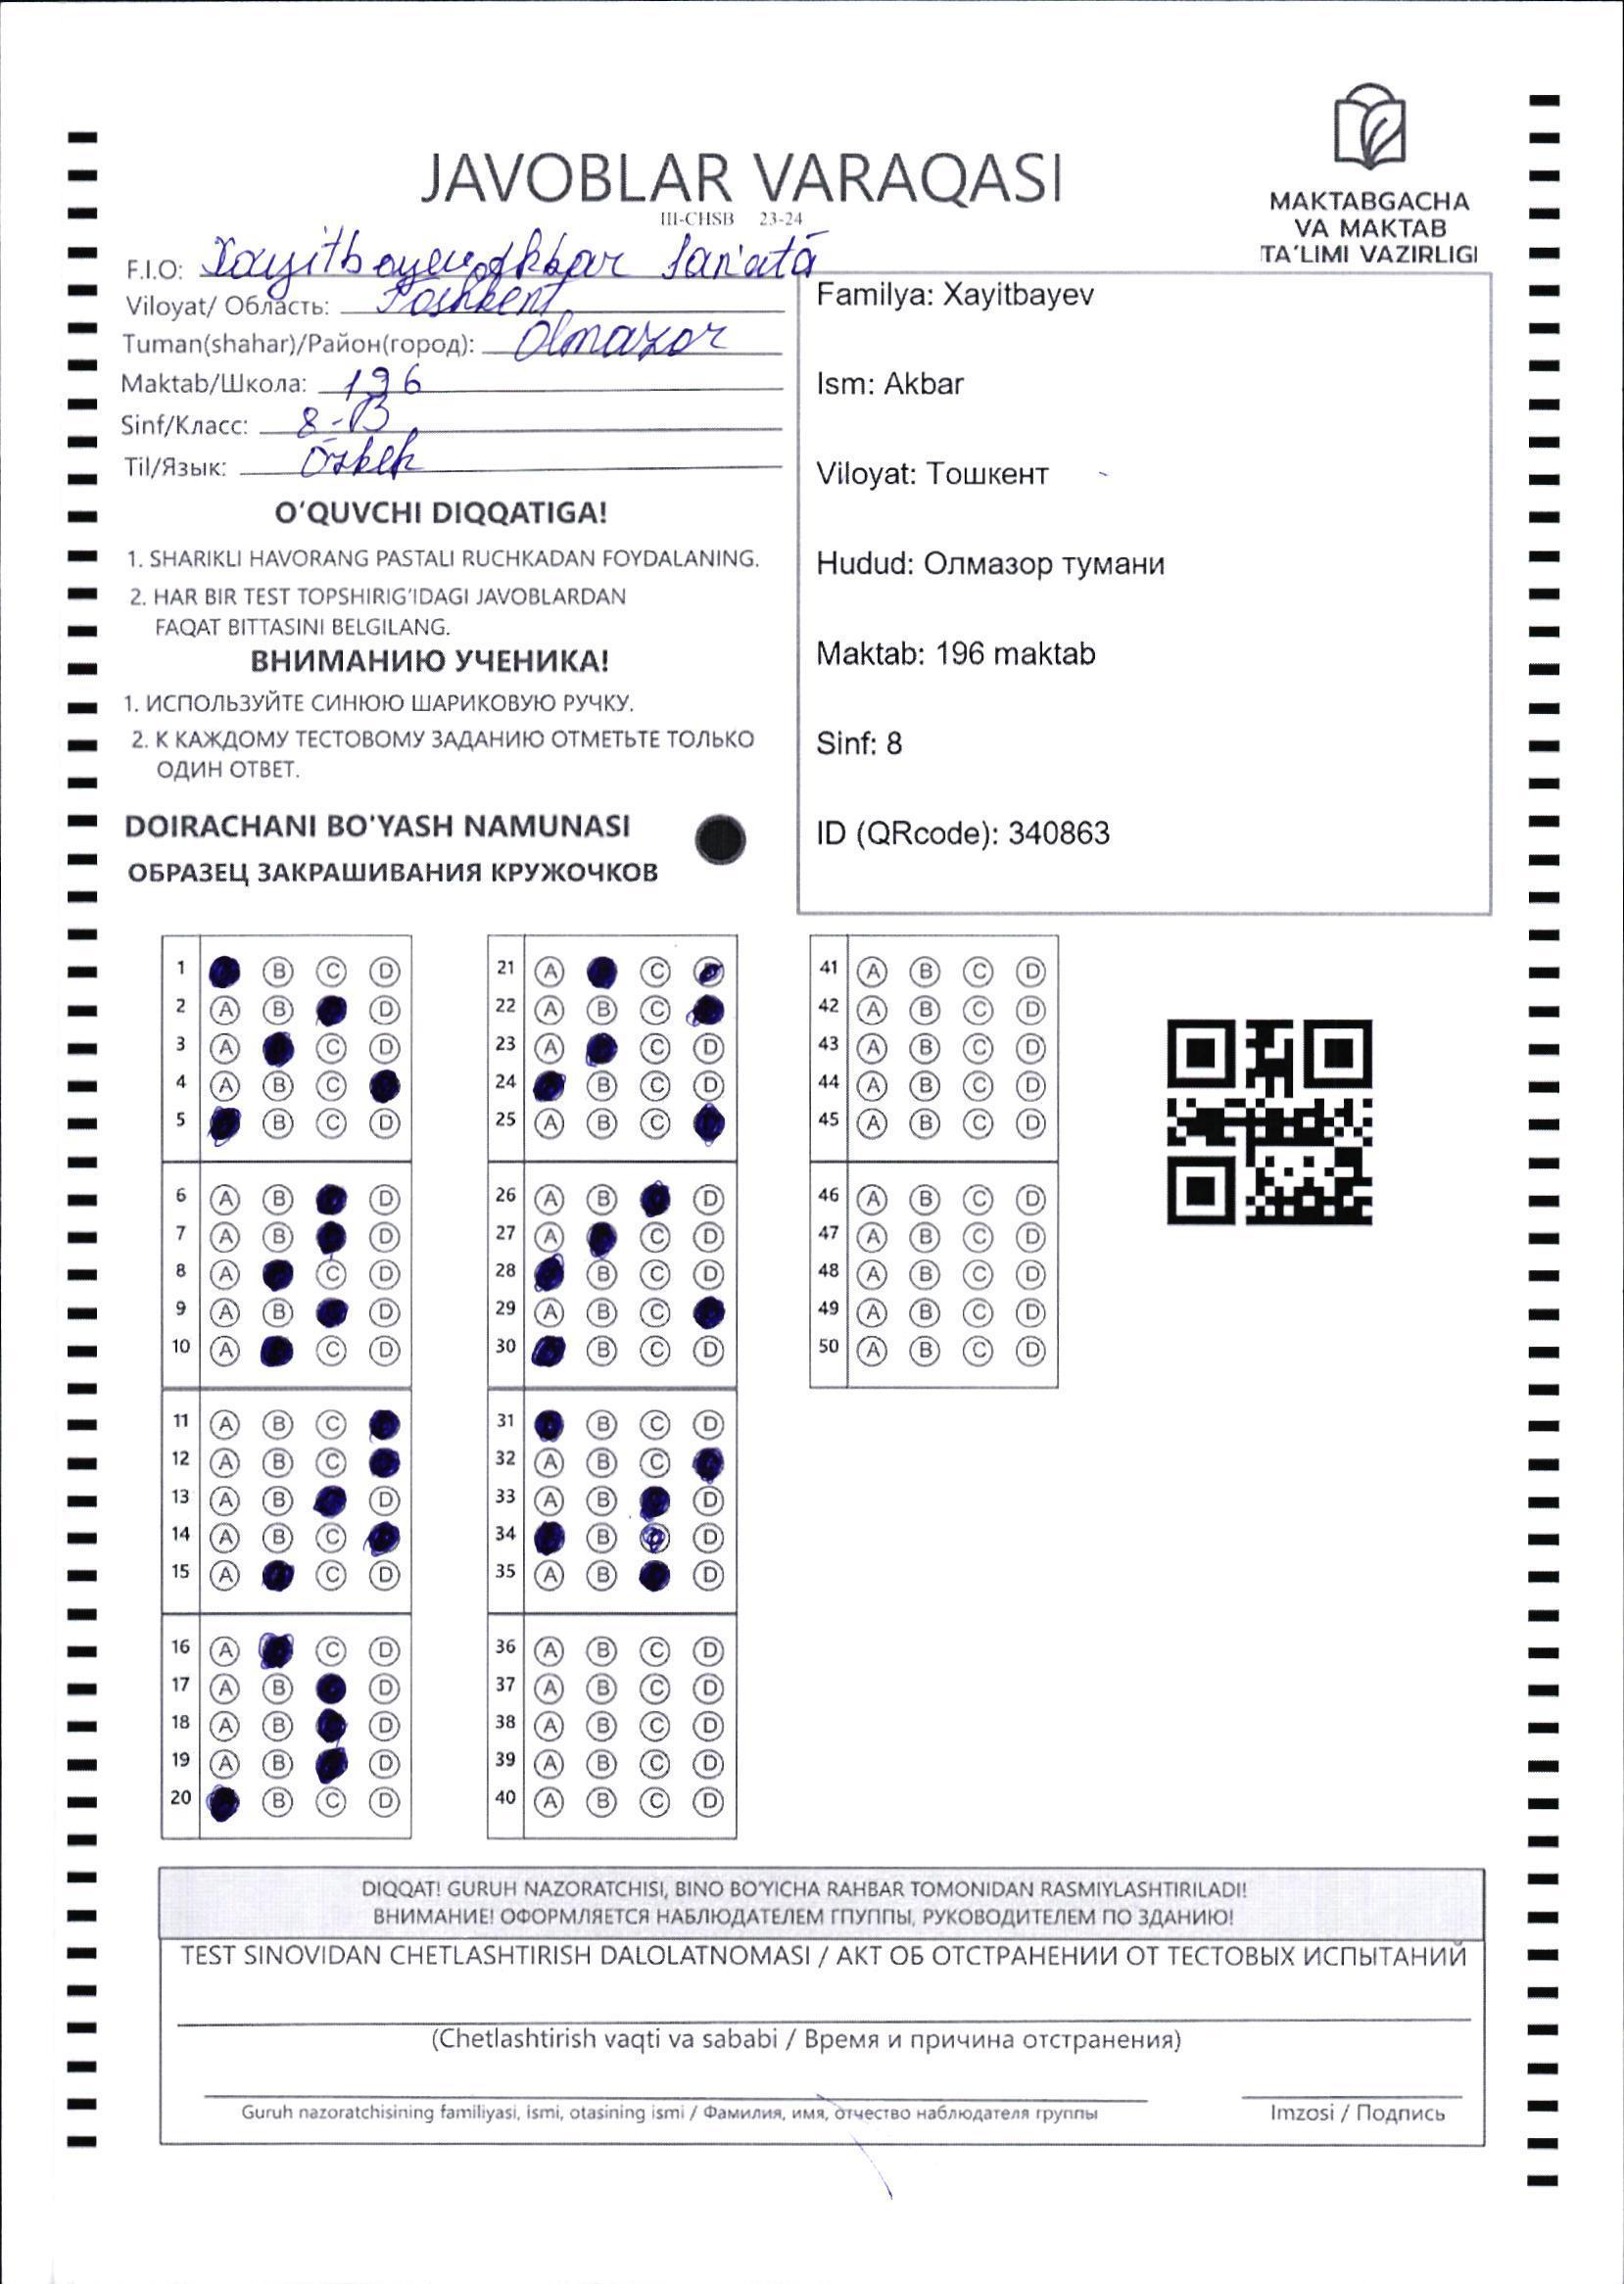 JAVOBLAR VARAQASI
III-CHSB 23-24
MAKTABGACHA
VA MAKTAB
TA'LIMI VAZIRLIGI
F.I.O: Xayitboyev Akbar San'at
Viloyat/ Область: Toshkent
Tuman(shahar)/Район(город): Olmazor
Maktab/Школа: 196
Sinf/Класс: 8-B
Til/Язык: Özbek
O'QUVCHI DIQQATIGA!
1. SHARIKLI HAVORANG PASTALI RUCHKADAN FOYDALANING.
2. HAR BIR TEST TOPSHIRIG'IDAGI JAVOBLARDAN
FAQAT BITTASINI BELGILANG.
ВНИМАНИЮ УЧЕНИКА!
1. ИСПОЛЬЗУЙТЕ СИНЮЮ ШАРИКОВУЮ РУЧКУ.
2. К КАЖДОМУ ТЕСТОВОМУ ЗАДАНИЮ ОТМЕТЬТЕ ТОЛЬКО
ОДИН ОТВЕТ.
DOIRACHANI BO'YASH NAMUNASI
ОБРАЗЕЦ ЗАКРАШИВАНИЯ КРУЖОЧКОВ
Familya: Xayitbayev
Ism: Akbar
Viloyat: Тошкент
Hudud: Олмазор тумани
Maktab: 196 maktab
Sinf: 8
ID (QRcode): 340863
1 B C D
2 A B D
3 A C D
4 A B C
5 B C D
6 A B D
7 A B D
8 A C D
9 A B D
10 A C D
11 A B C
12 A B C
13 A B D
14 A B C
15 A C D
16 A C D
17 A B D
18 A B D
19 A B D
20 B C D
21 A C
22 A B C
23 A C D
24 B C D
25 A B C
26 A B D
27 A C D
28 B C D
29 A B C
30 B C D
31 B C D
32 A B C
33 A B D
34 B D
35 A B D
36 A B C D
37 A B C D
38 A B C D
39 A B C D
40 A B C D
41 A B C D
42 A B C D
43 A B C D
44 A B C D
45 A B C D
46 A B C D
47 A B C D
48 A B C D
49 A B C D
50 A B C D
DIQQAT! GURUH NAZORATCHISI, BINO BO'YICHA RAHBAR TOMONIDAN RASMIYLASHTIRILADI!
ВНИМАНИЕ! ОФОРМЛЯЕТСЯ НАБЛЮДАТЕЛЕМ ГПУППЫ, РУКОВОДИТЕЛЕМ ПО ЗДАНИЮ!
TEST SINOVIDAN CHETLASHTIRISH DALOLATNOMASI / АКТ ОБ ОТСТРАНЕНИИ ОТ ТЕСТОВЫХ ИСПЫТАНИЙ
(Chetlashtirish vaqti va sababi / Время и причина отстранения)
Guruh nazoratchisining familiyasi, ismi, otasining ismi / Фамилия, имя, отчество наблюдателя группы
Imzosi / Подпись